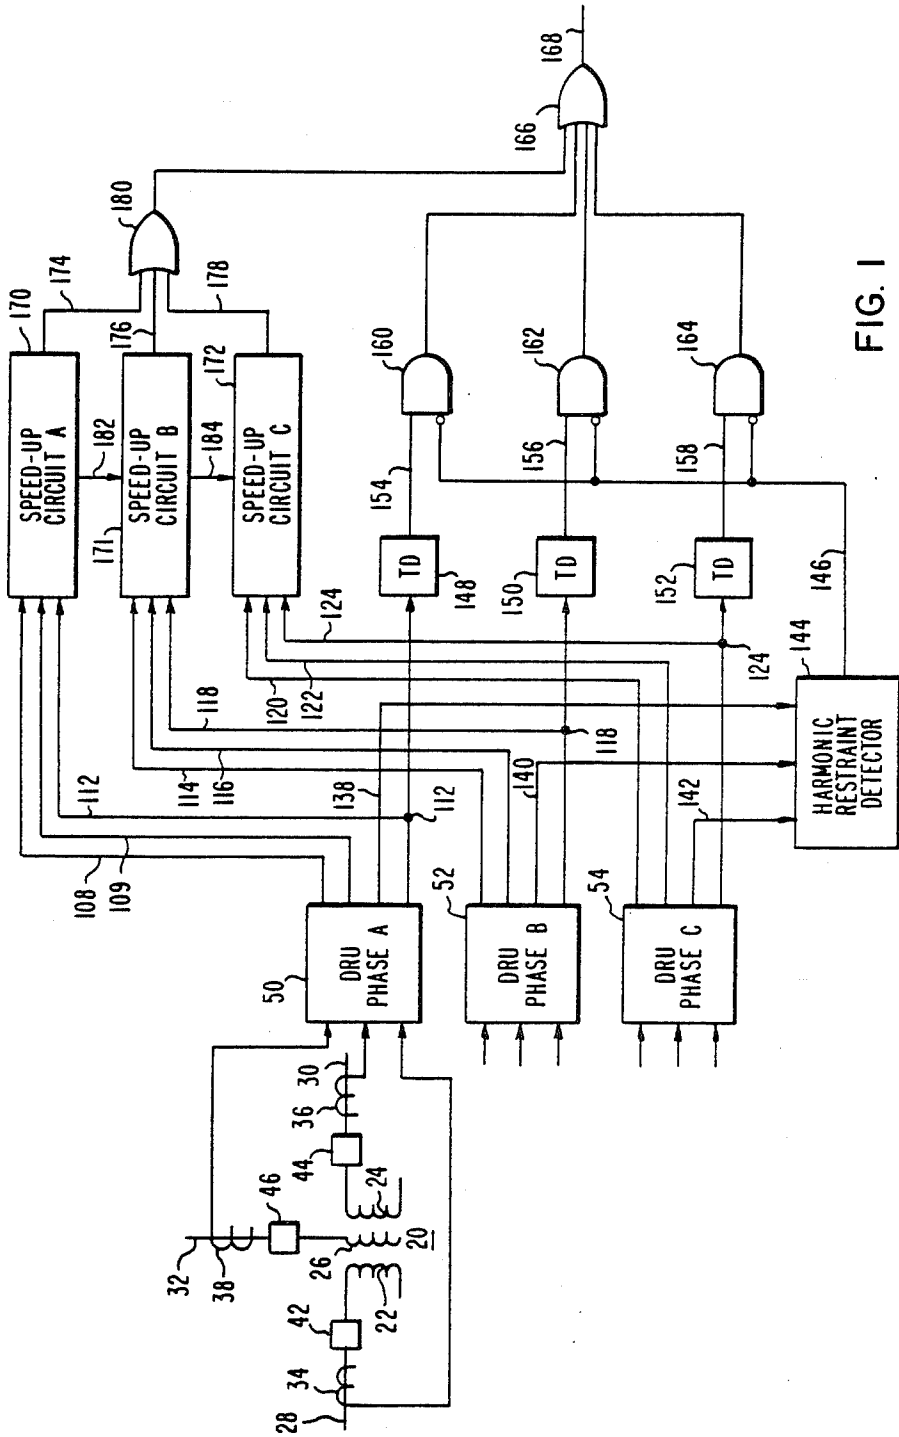 SPEED-UP
CIRCUIT A
170
174
180
182
SPEED-UP
CIRCUIT B
171
176
184
SPEED-UP
CIRCUIT C
172
178
166
168
108
109
112
114
116
118
120
122
124
50
DRU
PHASE A
138
112
148
TD
154
160
52
DRU
PHASE B
140
118
150
TD
156
162
54
DRU
PHASE C
142
124
152
TD
158
164
144
HARMONIC
RESTRAINT
DETECTOR
146
32
38
46
26
20
22
24
42
34
28
44
36
30
FIG. 1